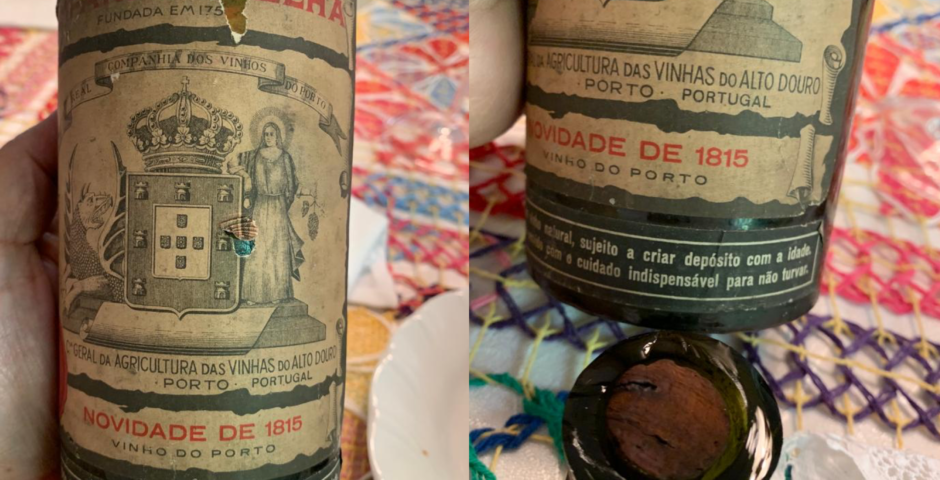 FUNDADA EM 175
COMPANHIA DOS VINHOS
REAL
DO PORTO
GERAL DA AGRICULTURA DAS VINHAS DO ALTO DOURO
· PORTO · PORTUGAL
NOVIDADE DE 1815
VINHO DO PORTO
AGRICULTURA DAS VINHAS DO ALTO DOURO
· PORTO · PORTUGAL
NOVIDADE DE 1815
VINHO DO PORTO
natural, sujeito a criar depósito com a idade.
com o cuidado indispensável para não turvar.